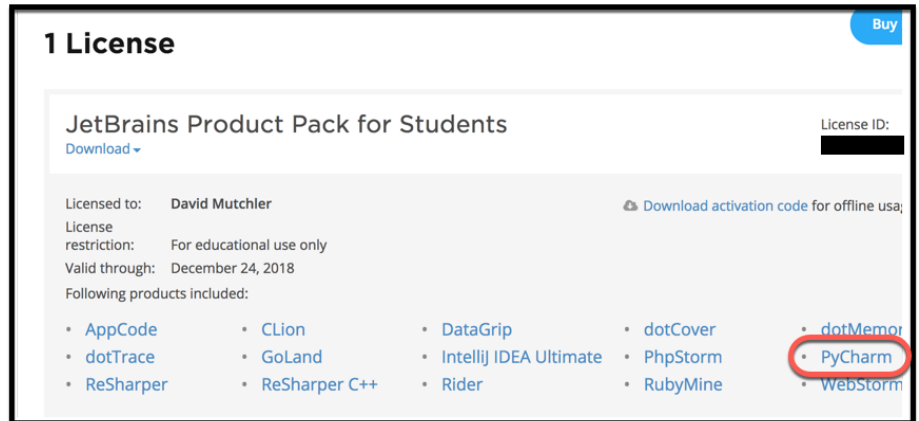 Buy
1 License
JetBrains Product Pack for Students
Download
License ID:
Licensed to: David Mutchler
Download activation code for offline usa
License
restriction: For educational use only
Valid through: December 24, 2018
Following products included:
• AppCode • CLion • DataGrip • dotCover • dotMemor
• dotTrace • GoLand • IntelliJ IDEA Ultimate • PhpStorm • PyCharm
• ReSharper • ReSharper C++ • Rider • RubyMine • WebStorm